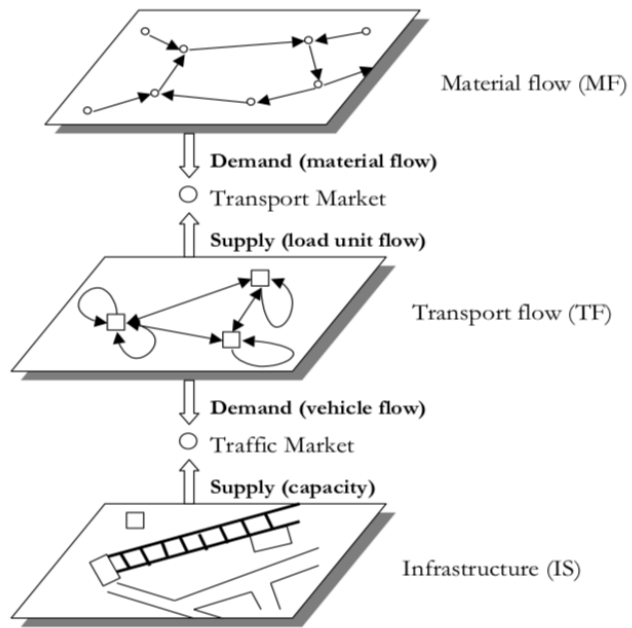 Material flow (MF)
Demand (material flow)
Transport Market
Supply (load unit flow)
Transport flow (TF)
Demand (vehicle flow)
Traffic Market
Supply (capacity)
Infrastructure (IS)